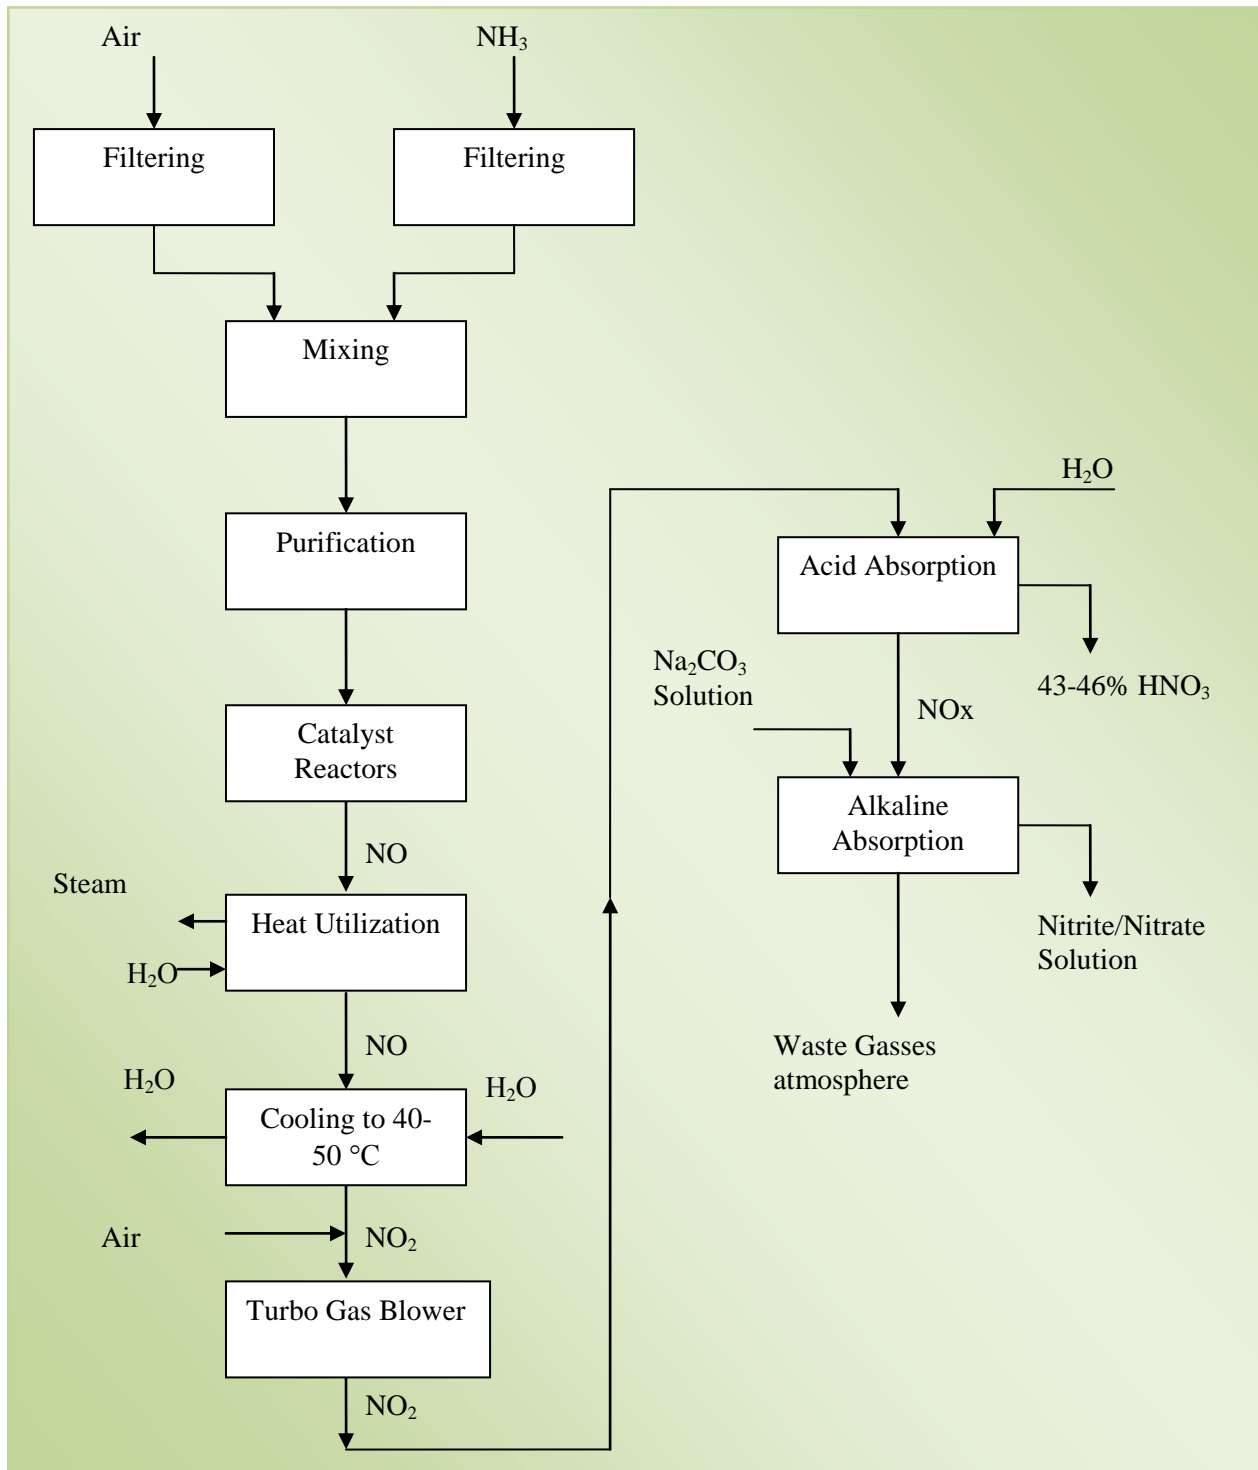 Air
NH₃
Filtering
Filtering
Mixing
Purification
Catalyst
Reactors
NO
Steam
Heat Utilization
H₂O
NO
H₂O
H₂O
Cooling to 40-
50 °C
Air
NO₂
Turbo Gas Blower
NO₂
H₂O
Acid Absorption
Na₂CO₃
Solution
43-46% HNO₃
NOx
Alkaline
Absorption
Nitrite/Nitrate
Solution
Waste Gasses
atmosphere